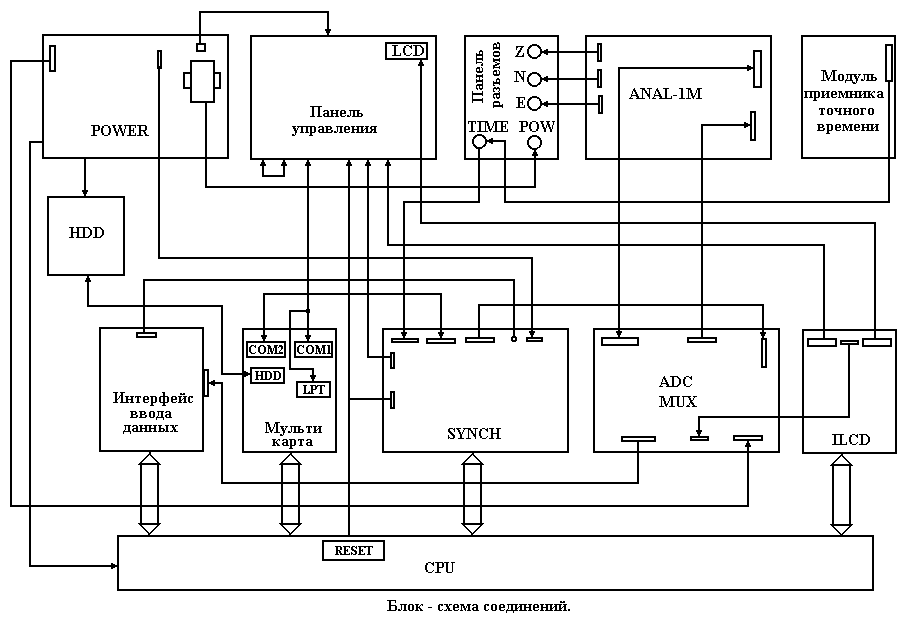 POWER
LCD
Панель
управления
Панель
разъемов
Z
N
E
TIME
POW
ANAL-1M
Модуль
приемника
точного
времени
HDD
Интерфейс
ввода
данных
COM2
COM1
HDD
LPT
Мульти
карта
SYNCH
ADC
MUX
ILCD
RESET
CPU
Блок - схема соединений.